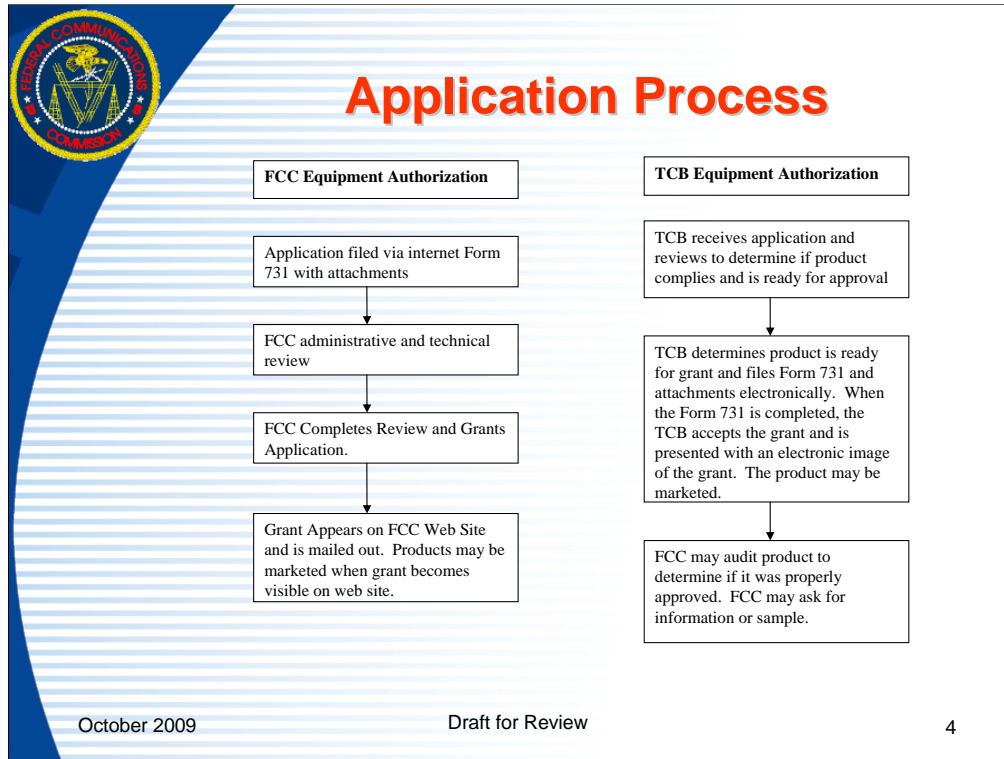 FEDERAL COMMUNICATIONS
COMMISSION
Application Process
FCC Equipment Authorization
Application filed via internet Form
731 with attachments
FCC administrative and technical
review
FCC Completes Review and Grants
Application.
Grant Appears on FCC Web Site
and is mailed out.  Products may be
marketed when grant becomes
visible on web site.
TCB Equipment Authorization
TCB receives application and
reviews to determine if product
complies and is ready for approval
TCB determines product is ready
for grant and files Form 731 and
attachments electronically.  When
the Form 731 is completed, the
TCB accepts the grant and is
presented with an electronic image
of the grant.  The product may be
marketed.
FCC may audit product to
determine if it was properly
approved.  FCC may ask for
information or sample.
October 2009
Draft for Review
4